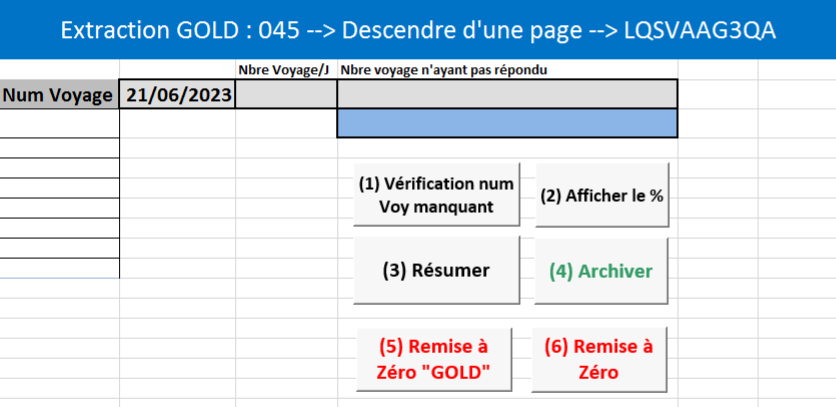 Extraction GOLD : 045 --> Descendre d'une page --> LQSVAAG3QA
Nbre Voyage/J Nbre voyage n'ayant pas répondu
Num Voyage 21/06/2023
(1) Vérification num
Voy manquant
(2) Afficher le %
(3) Résumer
(4) Archiver
(5) Remise à
Zéro "GOLD"
(6) Remise à
Zéro